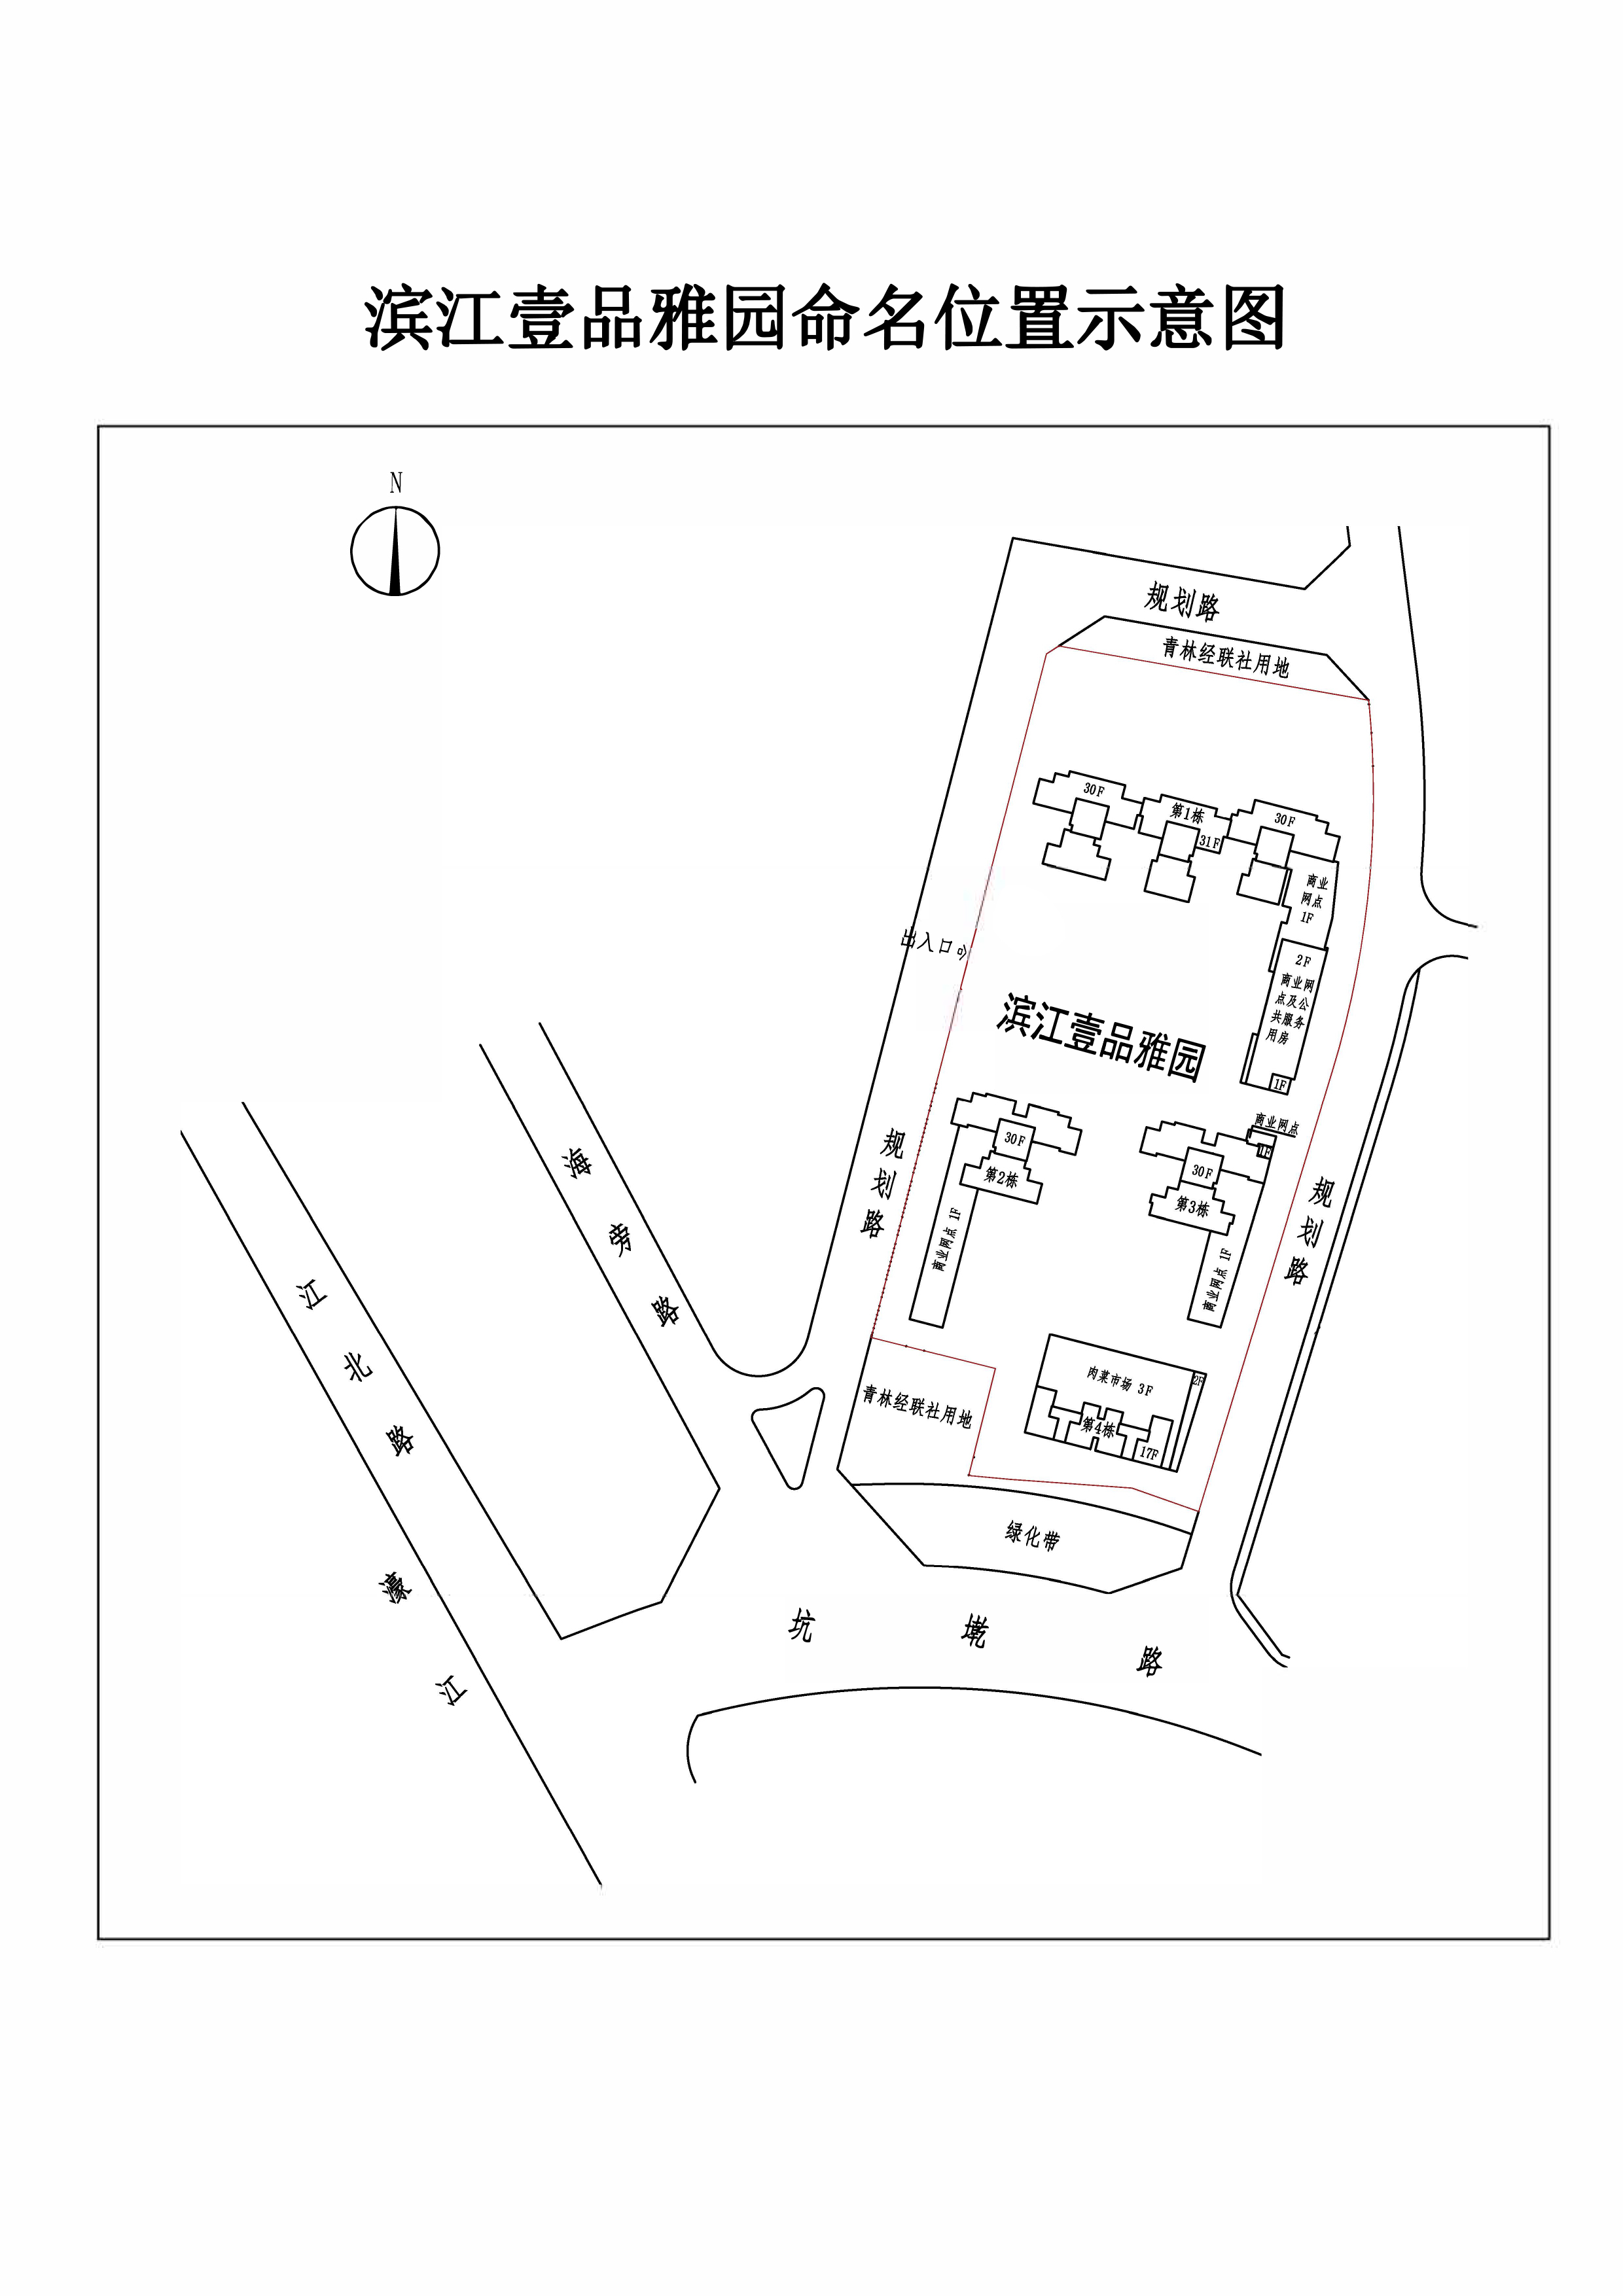 滨江壹品雅园命名位置示意图
N
规划路
青林经联社用地
30F
第1栋
31F
30F
商业
网点
1F
2F
商业网
点及公
共服务
用房
1F
出入口
滨江壹品雅园
商业网点
1F
30F
第2栋
商业网点 1F
30F
第3栋
商业网点 1F
规划路
规划路
海旁路
江北路
濠江
肉菜市场 3F
2F
第4栋
17F
青林经联社用地
绿化带
坑墘路